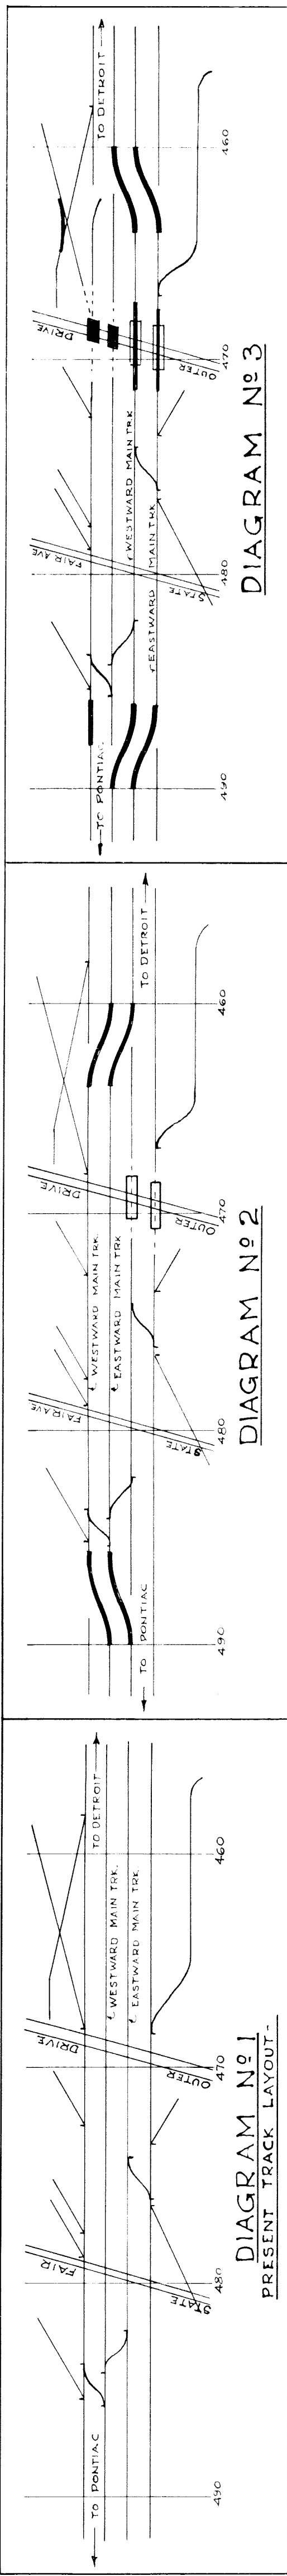 TO PONTIAC
TO DETROIT
FAIR
DRIVE
℄ WESTWARD MAIN TRK.
℄ EASTWARD MAIN TRK.
STATE
OUTER
490
480
470
460
DIAGRAM Nº 1
PRESENT TRACK LAYOUT-
TO PONTIAC
TO DETROIT
FAIR AVE.
DRIVE
℄ WESTWARD MAIN TRK.
℄ EASTWARD MAIN TRK.
STATE
OUTER
490
480
470
460
DIAGRAM Nº 2
TO PONTIAC
TO DETROIT
FAIR AVE.
DRIVE
℄ WESTWARD MAIN TRK
℄ EASTWARD MAIN TRK.
STATE
OUTER
490
480
470
460
DIAGRAM Nº 3